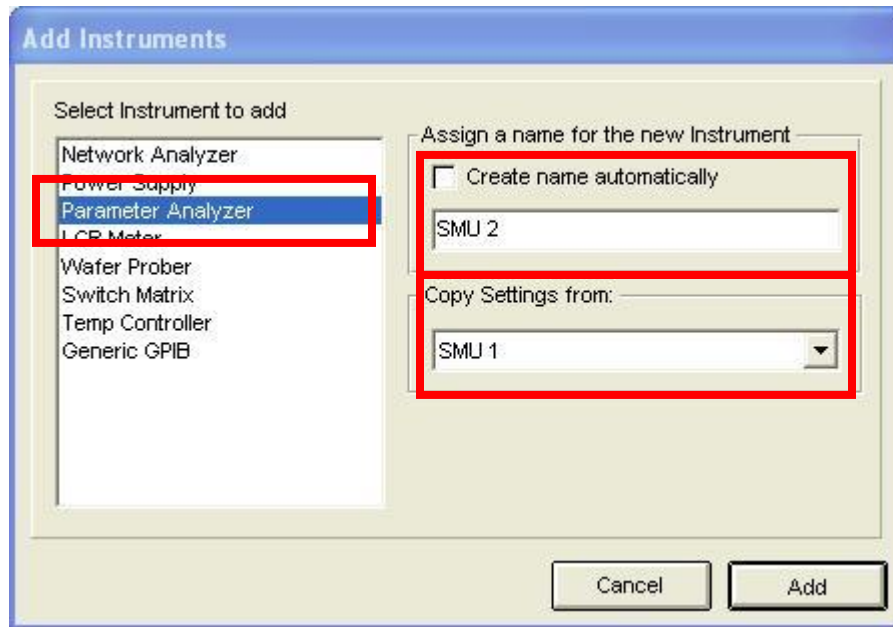 Add Instruments
Select Instrument to add
Network Analyzer
Power Supply
Parameter Analyzer
LCR Meter
Wafer Prober
Switch Matrix
Temp Controller
Generic GPIB
Assign a name for the new Instrument
Create name automatically
SMU 2
Copy Settings from:
SMU 1
Cancel
Add